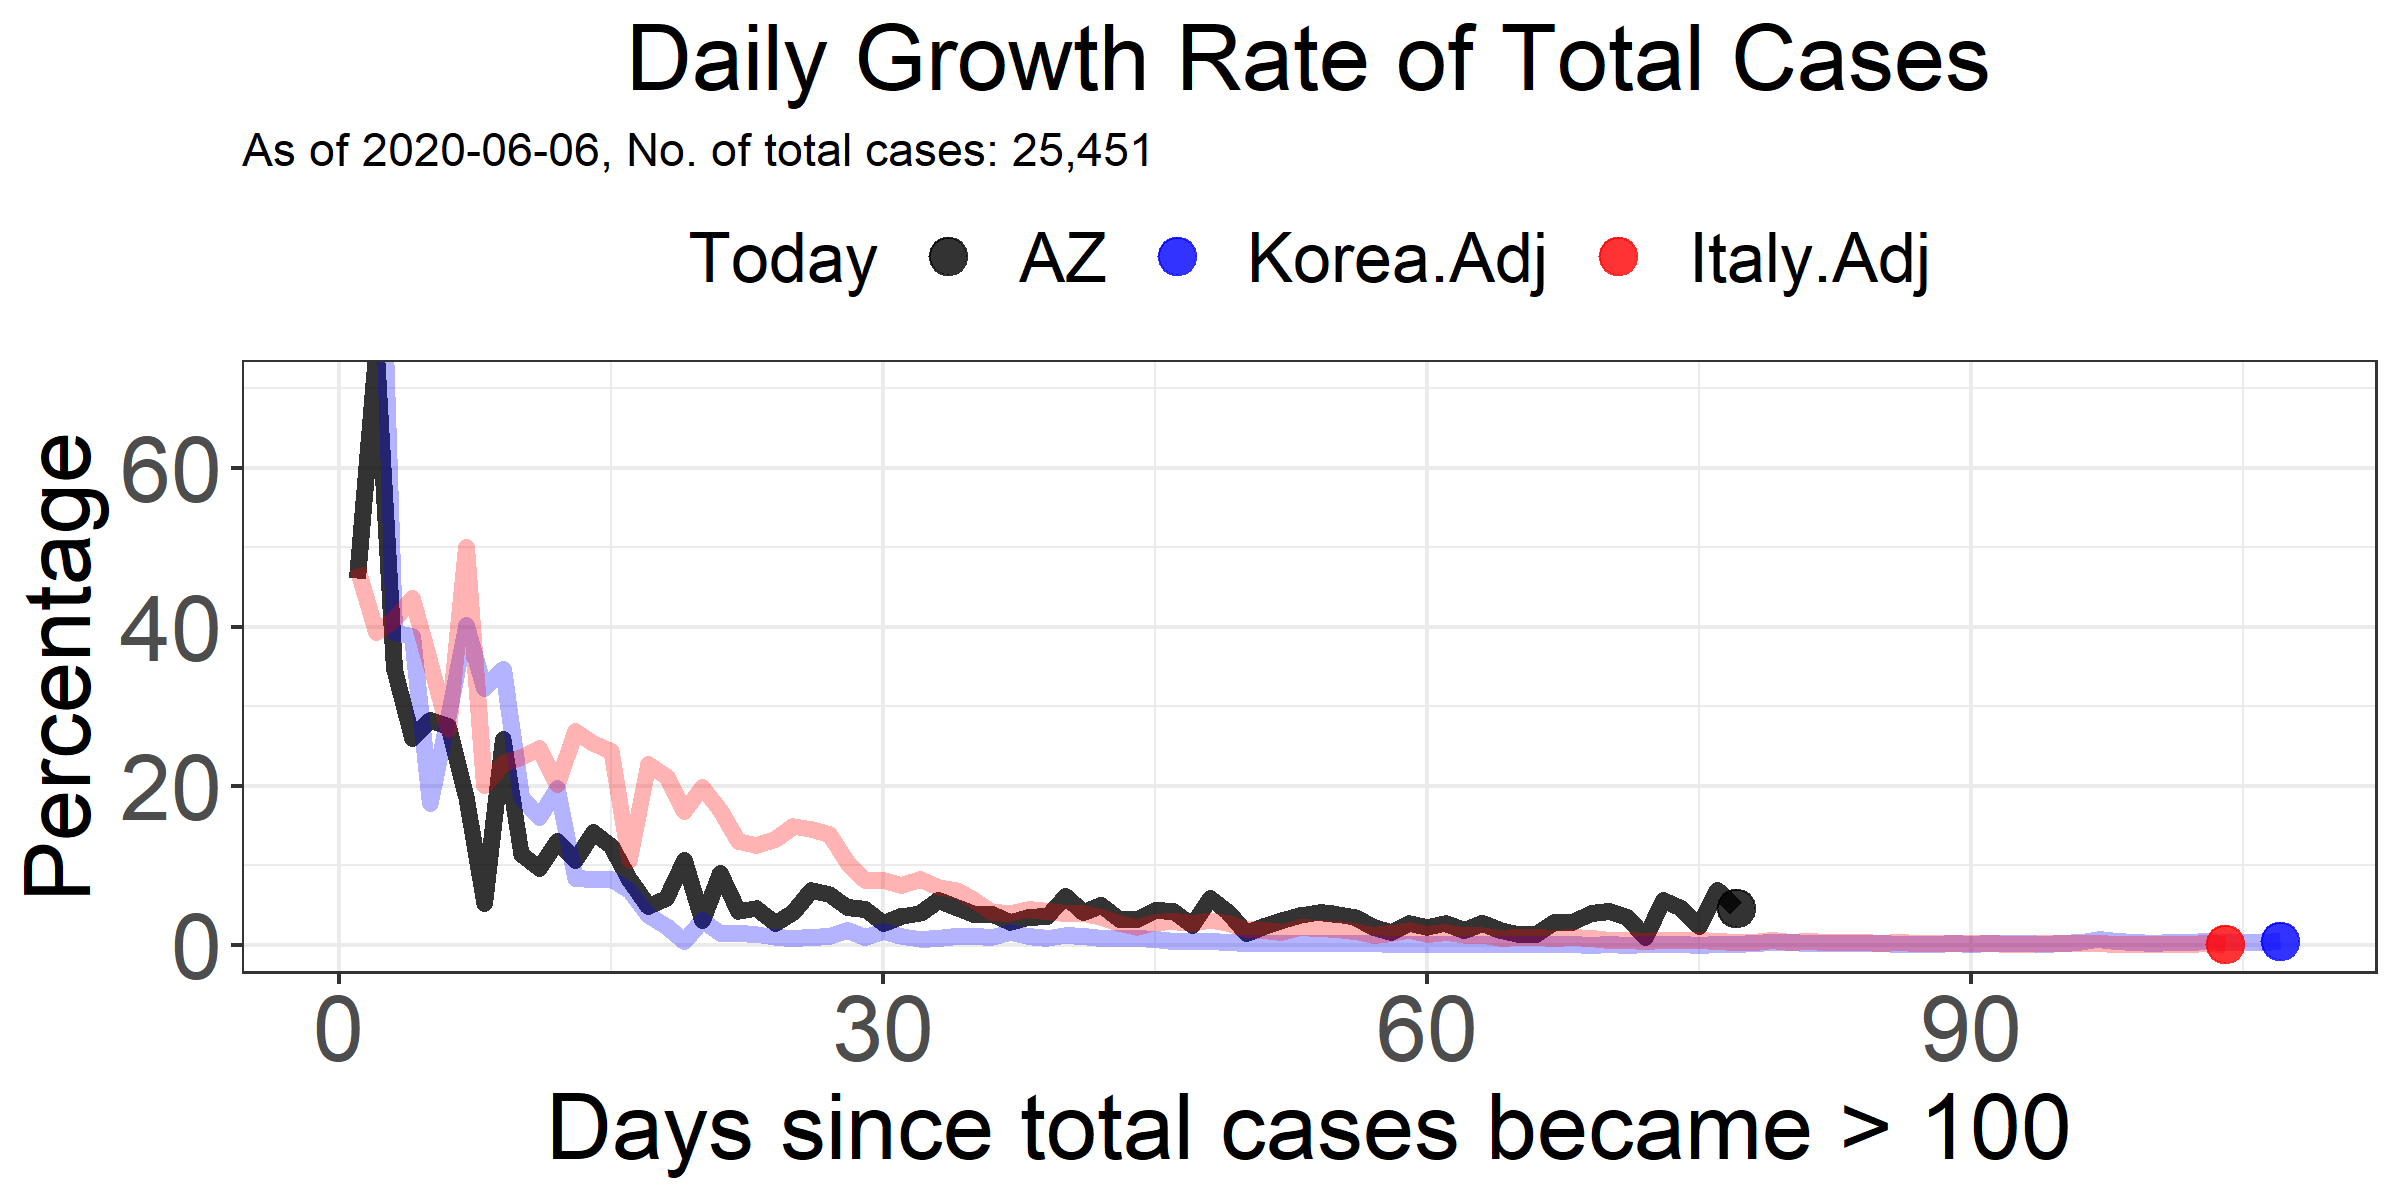 Daily Growth Rate of Total Cases
As of 2020-06-06, No. of total cases: 25,451
Today AZ Korea.Adj Italy.Adj
Percentage
60
40
20
0
0 30 60 90
Days since total cases became > 100